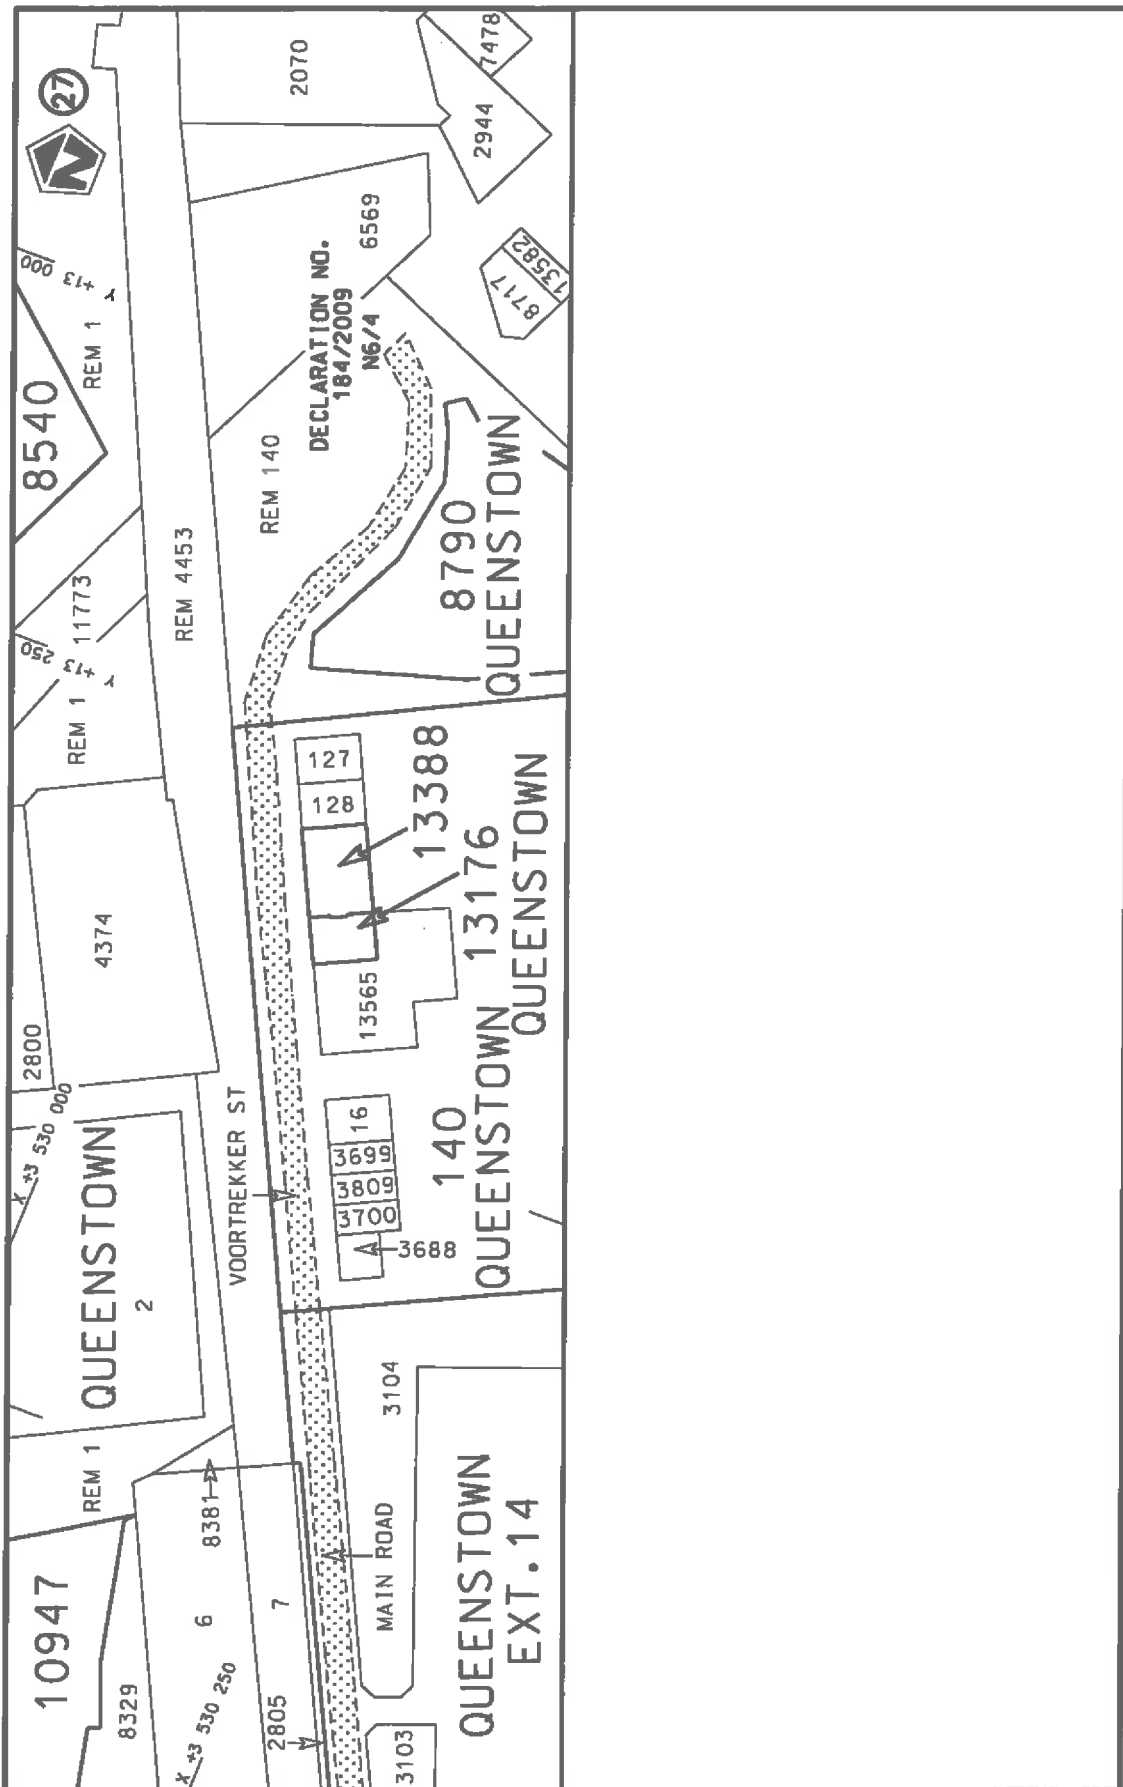 27
N
2070
7478
2944
6569
8717
13582
Y +13 000
REM 1
8540
DECLARATION NO.
184/2009
N6/4
REM 140
8790
QUEENSTOWN
REM 4453
11773
Y +13 250
REM 1
127
128
13388
13176
QUEENSTOWN
4374
2800
13565
140
QUEENSTOWN
X +3 530 000
QUEENSTOWN
2
VOORTREKKER ST
16
3699
3809
3700
3688
REM 1
8381
3104
MAIN ROAD
QUEENSTOWN
EXT.14
10947
6
7
8329
X +3 530 250
2805
3103